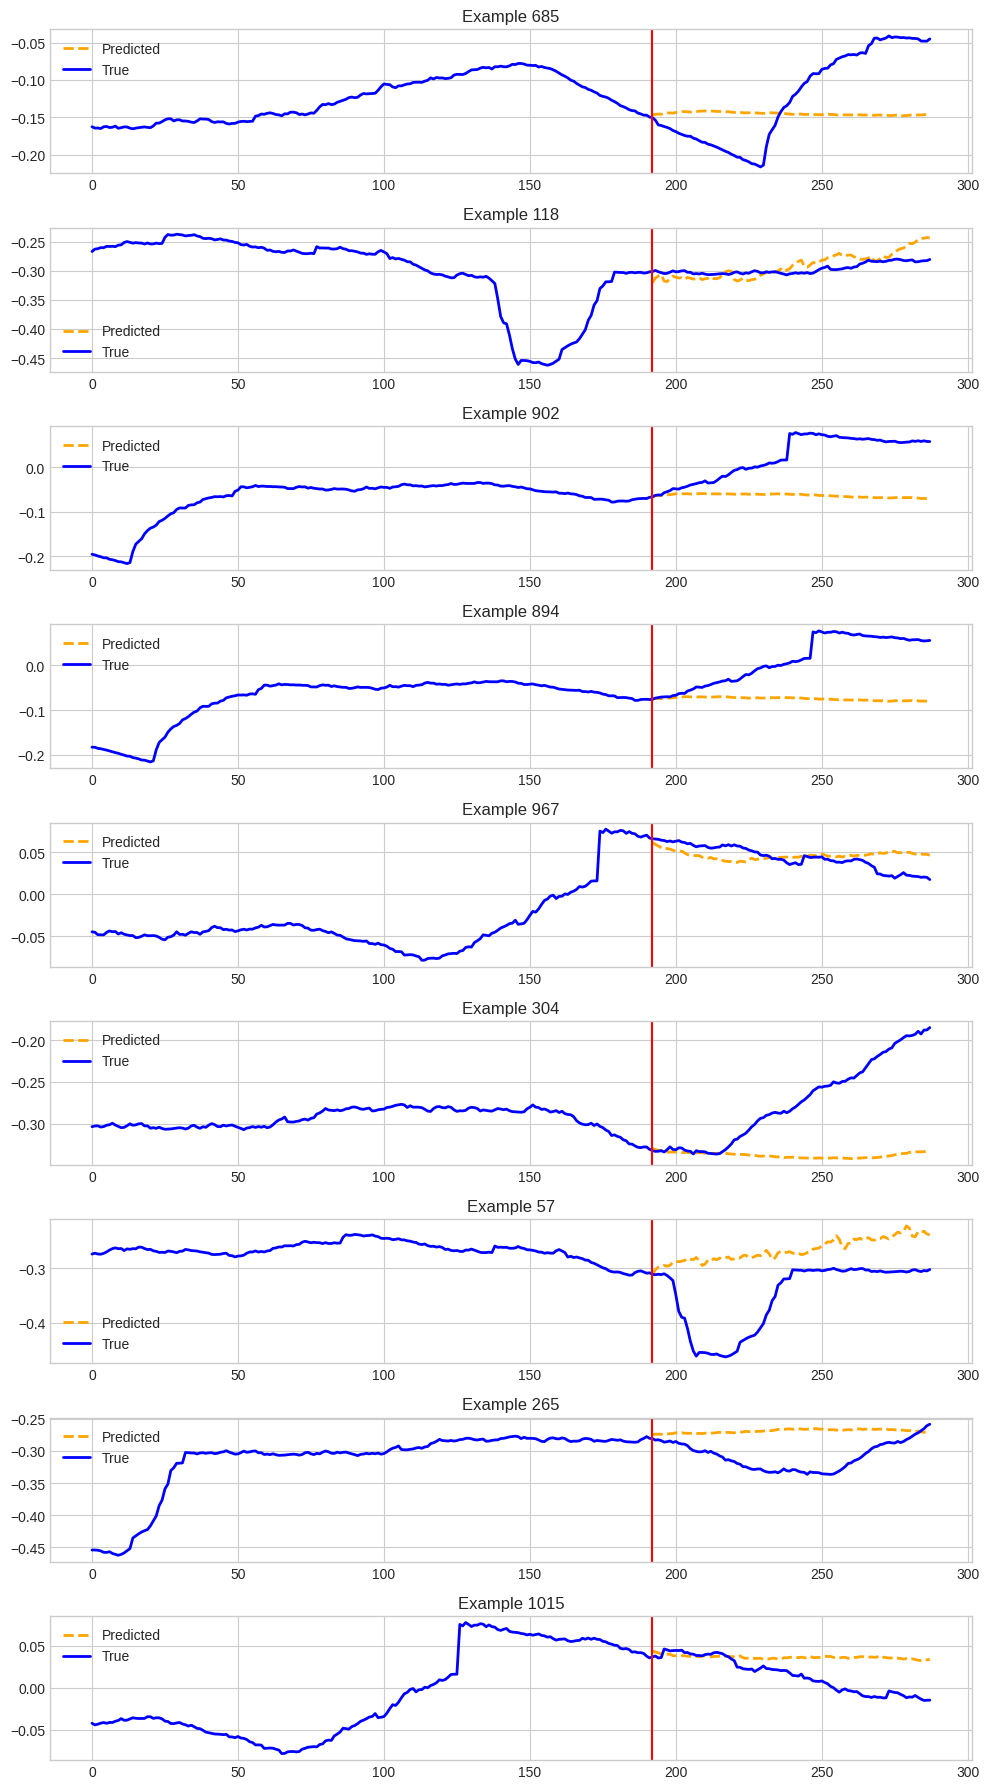 Example 685
Predicted
True
−0.05
−0.10
−0.15
−0.20
0 50 100 150 200 250 300
Example 118
−0.25
−0.30
−0.35
−0.40
−0.45
Predicted
True
0 50 100 150 200 250 300
Example 902
Predicted
True
0.0
−0.1
−0.2
0 50 100 150 200 250 300
Example 894
Predicted
True
0.0
−0.1
−0.2
0 50 100 150 200 250 300
Example 967
Predicted
True
0.05
0.00
−0.05
0 50 100 150 200 250 300
Example 304
Predicted
True
−0.20
−0.25
−0.30
0 50 100 150 200 250 300
Example 57
−0.3
−0.4
Predicted
True
0 50 100 150 200 250 300
Example 265
Predicted
True
−0.25
−0.30
−0.35
−0.40
−0.45
0 50 100 150 200 250 300
Example 1015
Predicted
True
0.05
0.00
−0.05
0 50 100 150 200 250 300